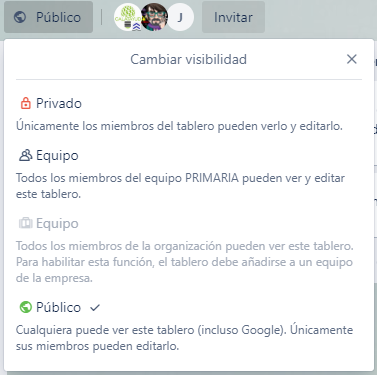 Público
J
Invitar
Cambiar visibilidad
Privado
Únicamente los miembros del tablero pueden verlo y editarlo.
Equipo
Todos los miembros del equipo PRIMARIA pueden ver y editar
este tablero.
Equipo
Todos los miembros de la organización pueden ver este tablero.
Para habilitar esta función, el tablero debe añadirse a un equipo
de la empresa.
Público
Cualquiera puede ver este tablero (incluso Google). Únicamente
sus miembros pueden editarlo.